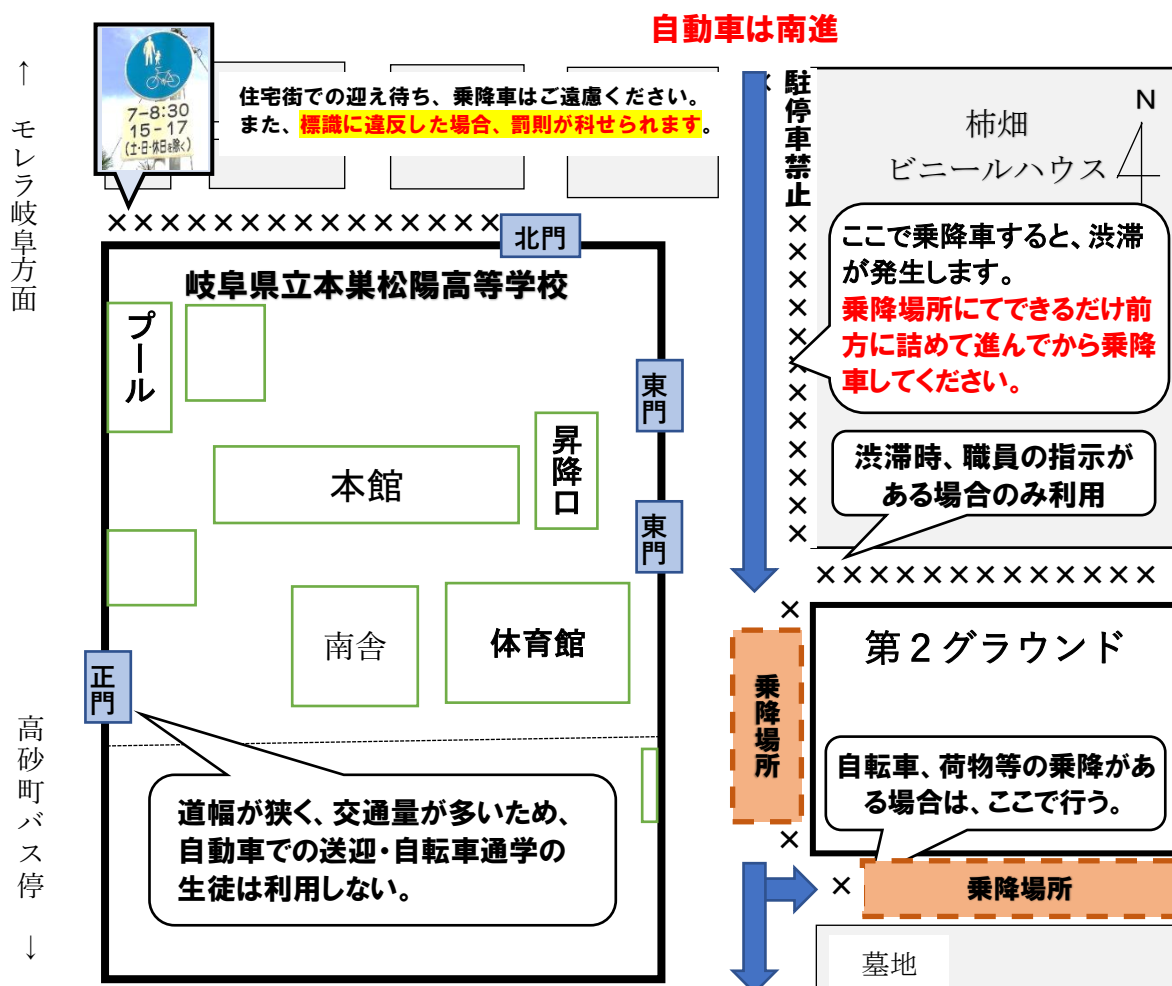 自動車は南進
↑ モレラ岐阜方面
7-8:30
15-17
(土・日・休日を除く)
住宅街での迎え待ち、乗降車はご遠慮ください。
また、標識に違反した場合、罰則が科せられます。
駐停車禁止
N
柿畑
ビニールハウス
××××××××××××××××
北門
岐阜県立本巣松陽高等学校
プール
東門
昇降口
本館
東門
ここで乗降車すると、渋滞
が発生します。
乗降場所にてできるだけ前
方に詰めて進んでから乗降
車してください。
渋滞時、職員の指示が
ある場合のみ利用
×××××××××××××
南舎
体育館
正門
第2グラウンド
乗降場所
自転車、荷物等の乗降があ
る場合は、ここで行う。
道幅が狭く、交通量が多いため、
自動車での送迎・自転車通学の
生徒は利用しない。
高砂町バス停 ↓
×
乗降場所
墓地